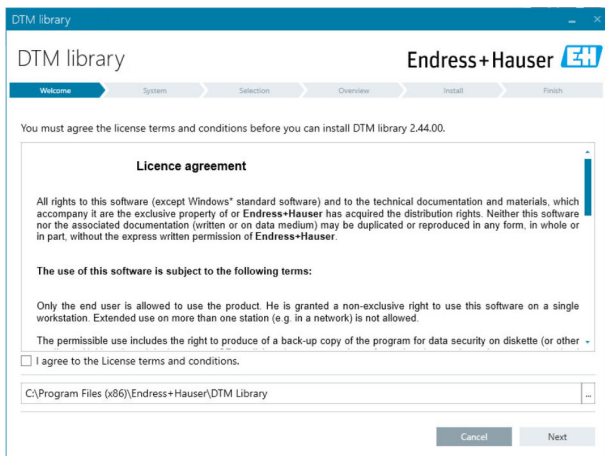 DTM library
DTM library
Endress+Hauser EH
Welcome System Selection Overview Install Finish
You must agree the license terms and conditions before you can install DTM library 2.44.00.
Licence agreement
All rights to this software (except Windows* standard software) and to the technical documentation and materials, which
accompany it are the exclusive property of or Endress+Hauser has acquired the distribution rights. Neither this software
nor the associated documentation (written or on data medium) may be duplicated or reproduced in any form, in whole or
in part, without the express written permission of Endress+Hauser.
The use of this software is subject to the following terms:
Only the end user is allowed to use the product. He is granted a non-exclusive right to use this software on a single
workstation. Extended use on more than one station (e.g. in a network) is not allowed.
The permissible use includes the right to produce of a back-up copy of the program for data security on diskette (or other
I agree to the License terms and conditions.
C:\Program Files (x86)\Endress+Hauser\DTM Library
...
Cancel Next